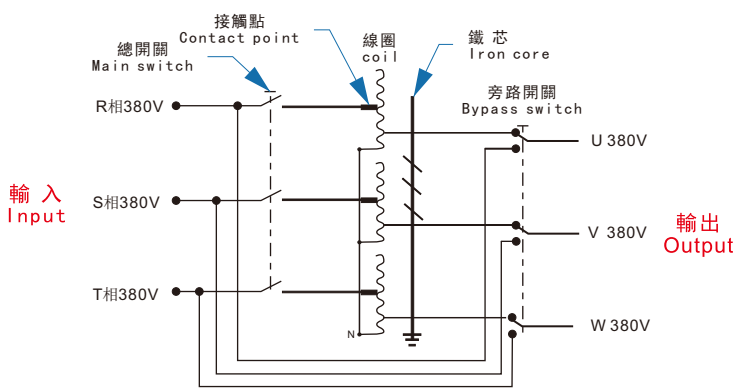 接觸點
Contact point
總開關
Main switch
線圈
coil
鐵 芯
Iron core
旁路開關
Bypass switch
R相380V
U 380V
輸 入
Input
S相380V
V 380V
輸出
Output
T相380V
W 380V
N